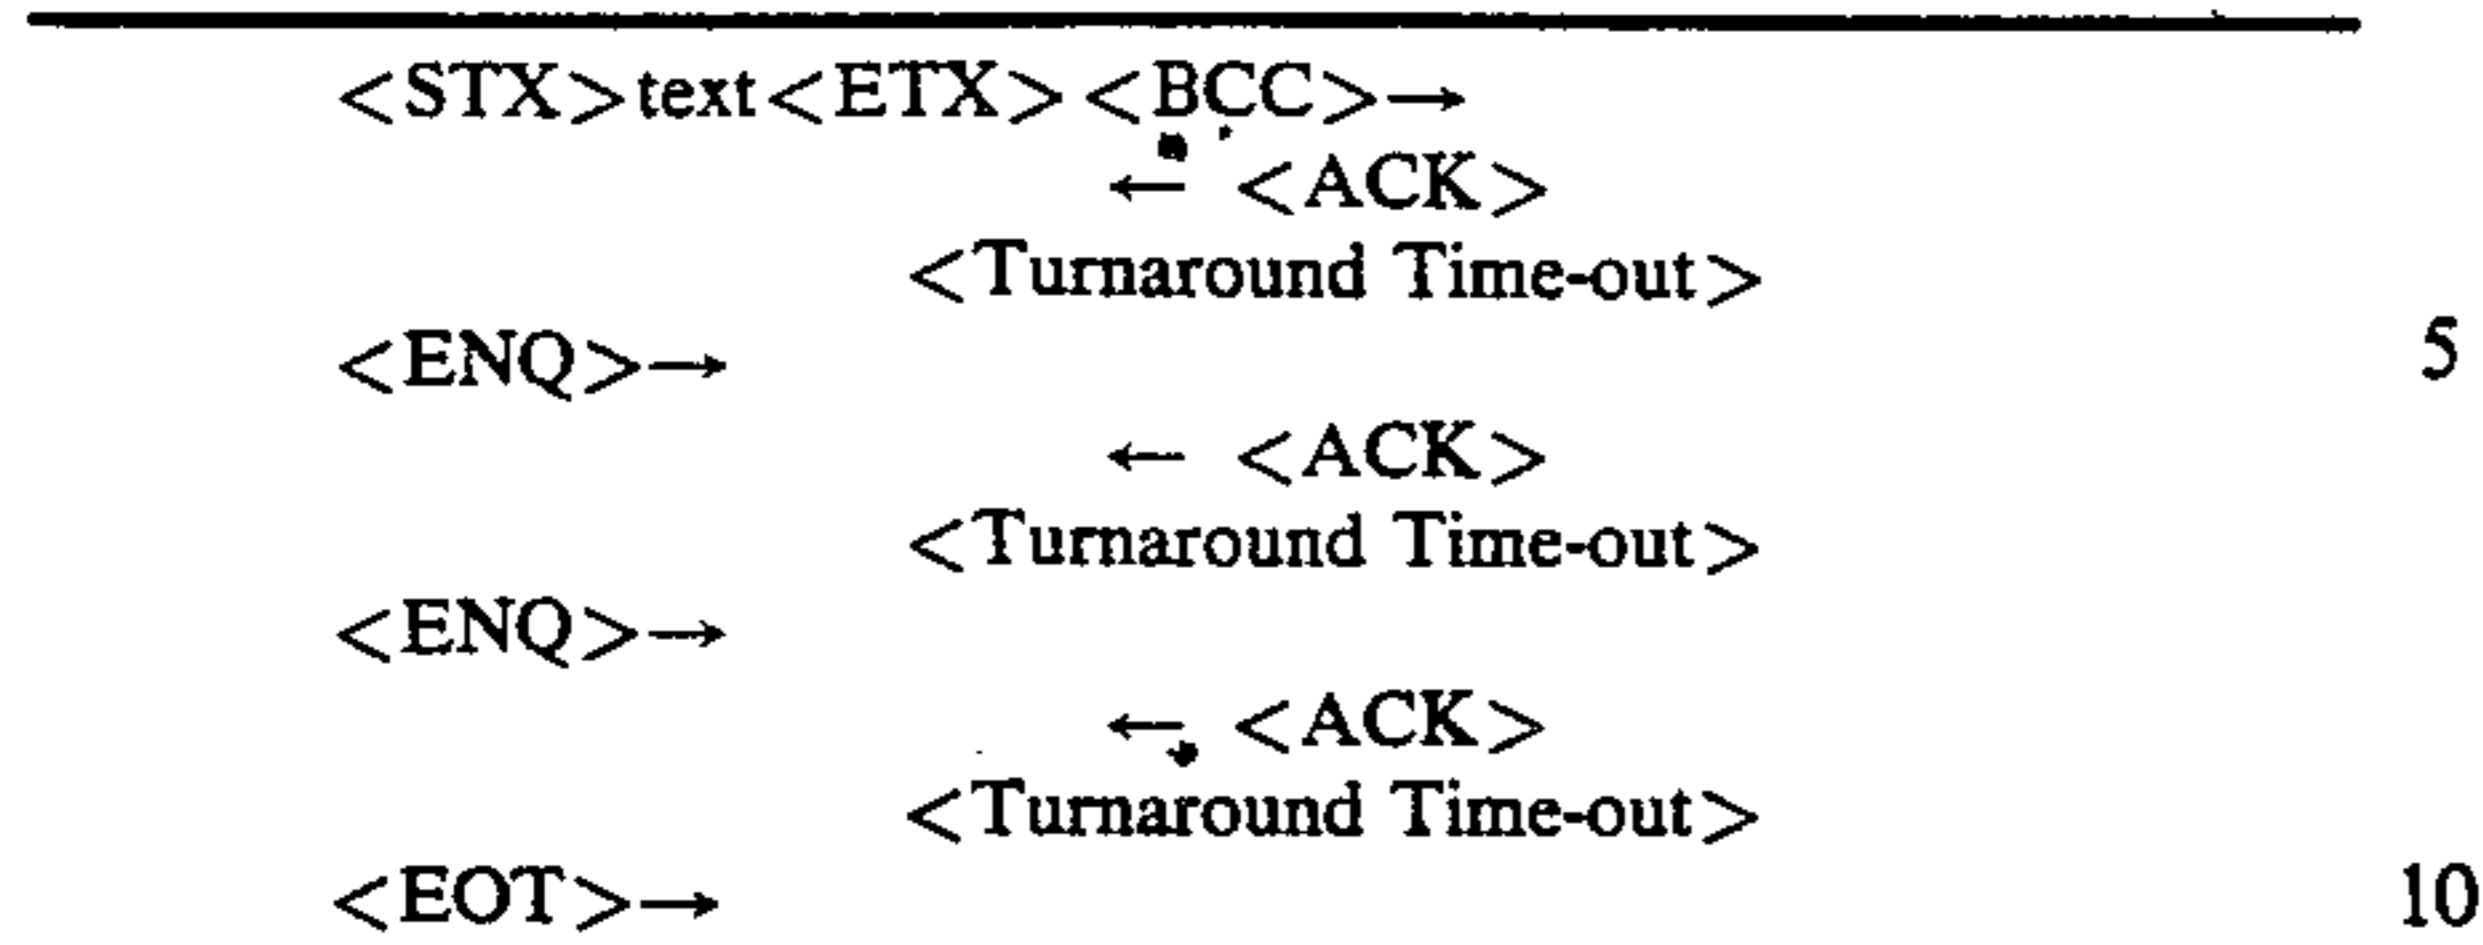 <STX>text<ETX><BCC>→
← <ACK>
<Turnaround Time-out>
<ENQ>→ 5
← <ACK>
<Turnaround Time-out>
<ENQ>→
← <ACK>
<Turnaround Time-out>
<EOT>→ 10